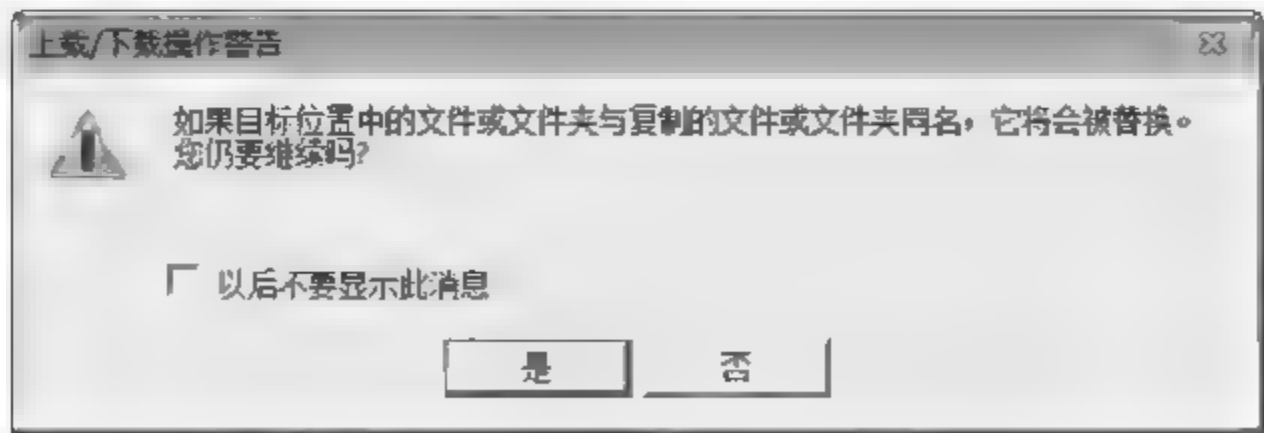 上载/下载操作警告
如果目标位置中的文件或文件夹与复制的文件或文件夹同名，它将会被替换。
您仍要继续吗?
以后不要显示此消息
是
否